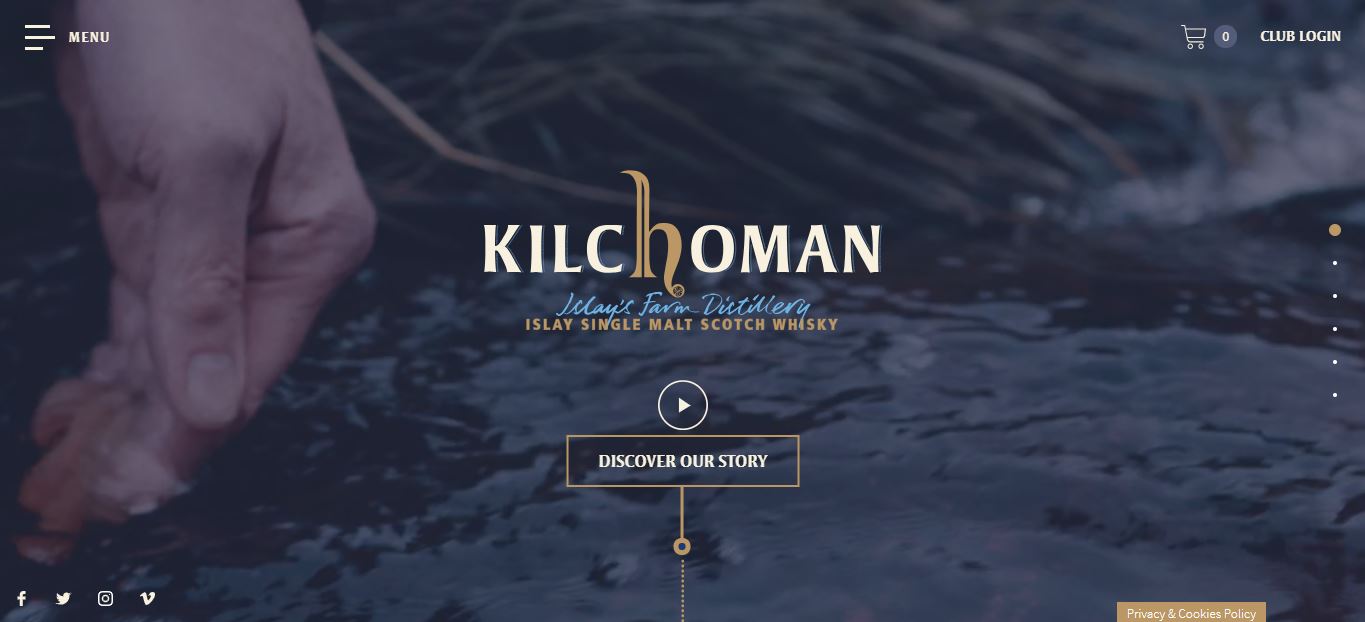 MENU
0
CLUB LOGIN
KILCHOMAN
Islay's Farm Distillery
ISLAY SINGLE MALT SCOTCH WHISKY
DISCOVER OUR STORY
Privacy & Cookies Policy